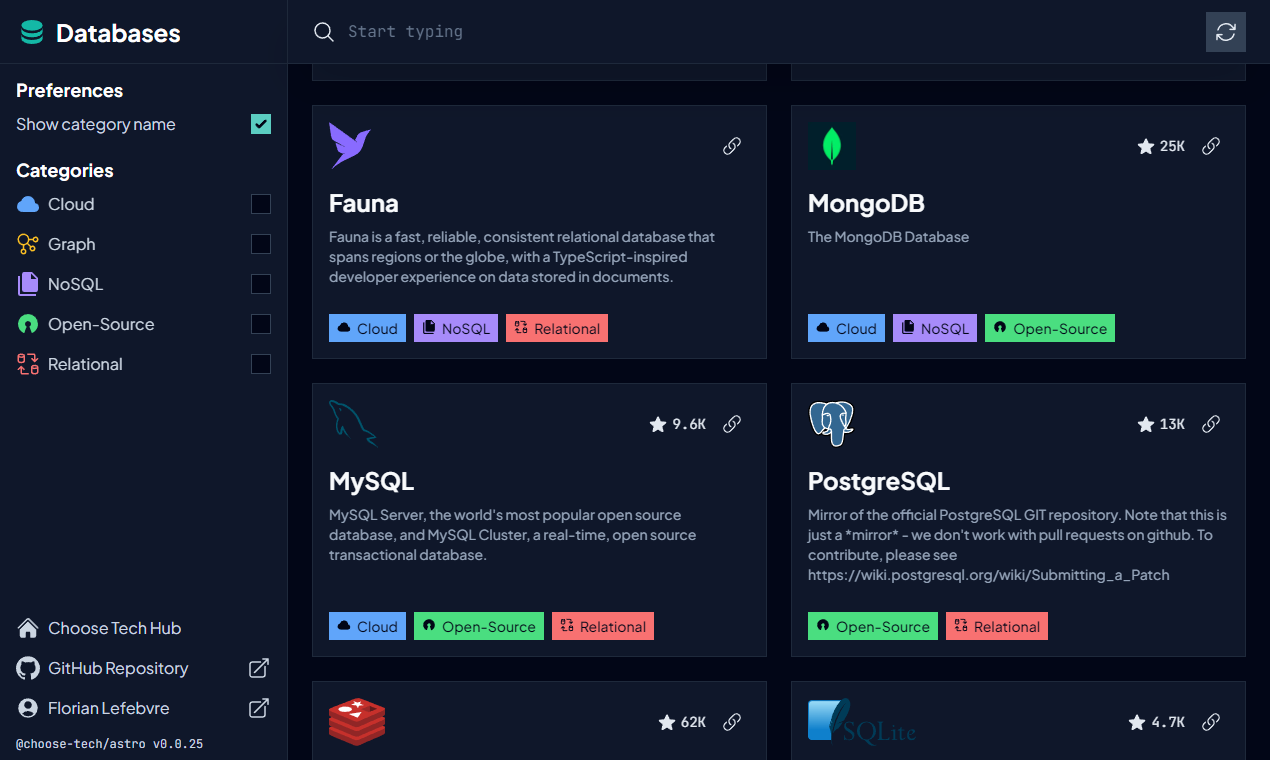 Databases
Start typing
Preferences
Show category name
Categories
Cloud
Graph
NoSQL
Open-Source
Relational
Choose Tech Hub
GitHub Repository
Florian Lefebvre
@choose-tech/astro v0.0.25
Fauna
Fauna is a fast, reliable, consistent relational database that
spans regions or the globe, with a TypeScript-inspired
developer experience on data stored in documents.
Cloud NoSQL Relational
25K
MongoDB
The MongoDB Database
Cloud NoSQL Open-Source
9.6K
MySQL
MySQL Server, the world's most popular open source
database, and MySQL Cluster, a real-time, open source
transactional database.
Cloud Open-Source Relational
13K
PostgreSQL
Mirror of the official PostgreSQL GIT repository. Note that this is
just a *mirror* - we don't work with pull requests on github. To
contribute, please see
https://wiki.postgresql.org/wiki/Submitting_a_Patch
Open-Source Relational
62K
SQLite
4.7K